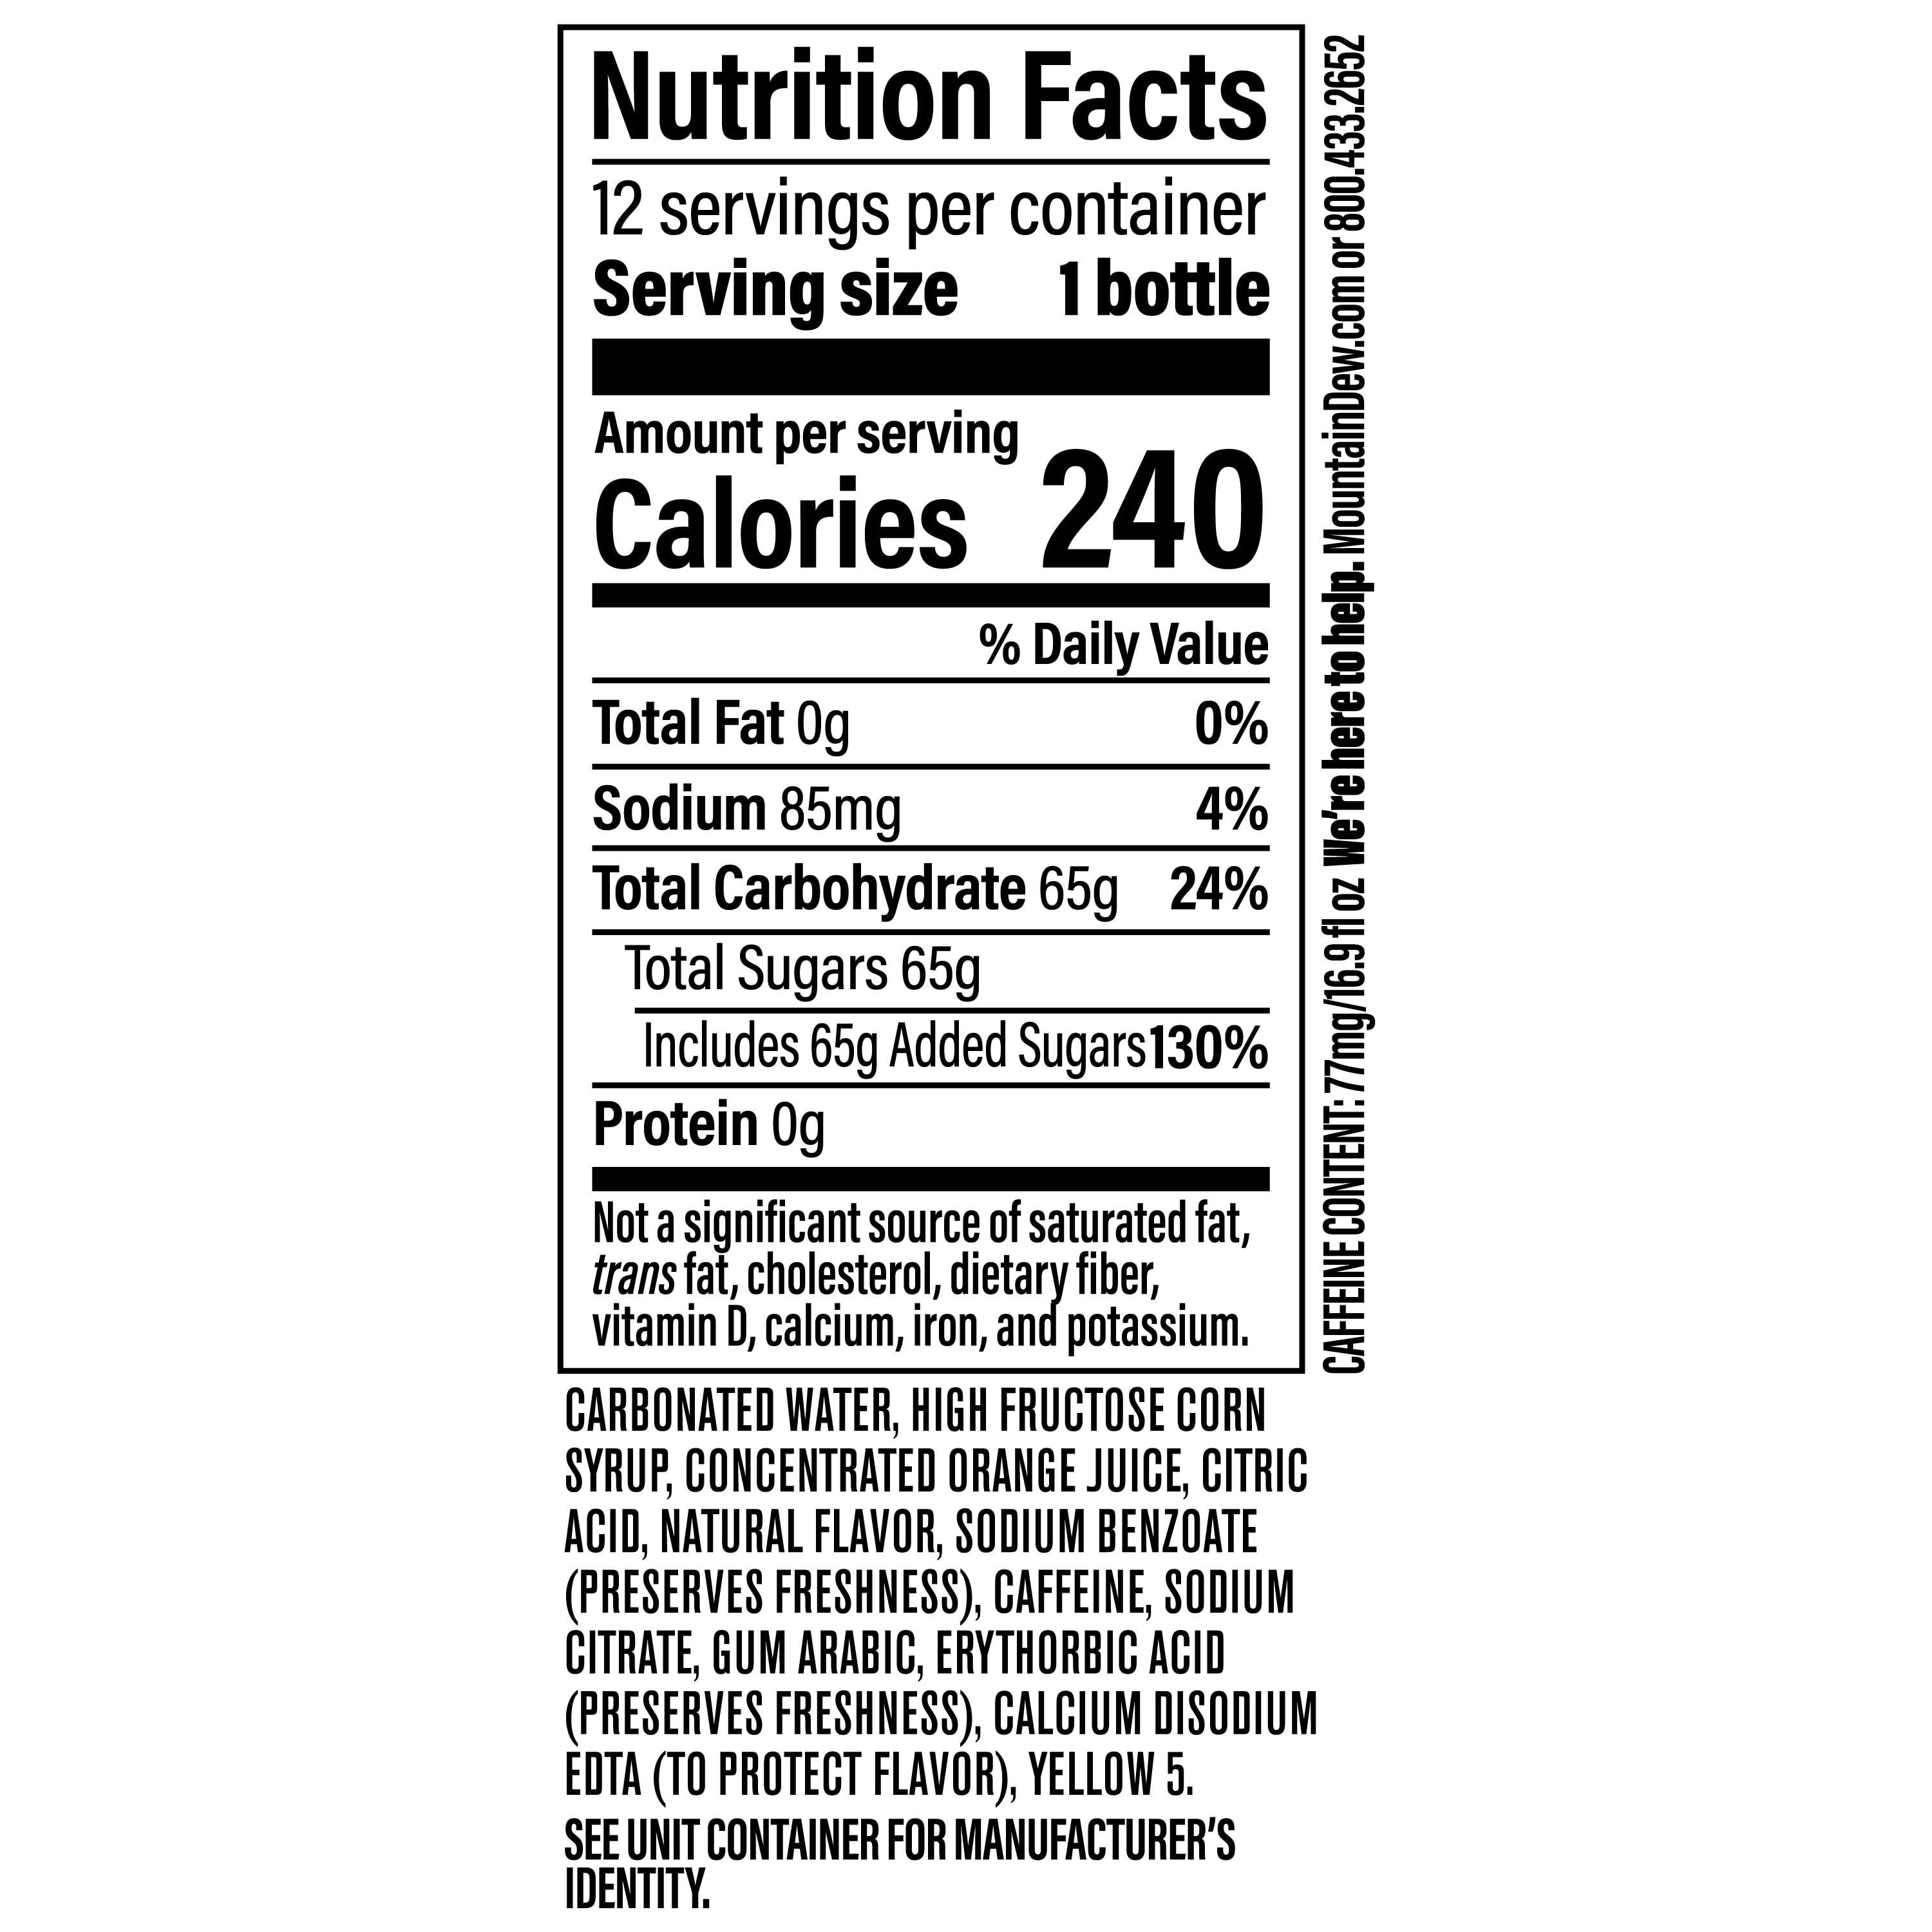 Nutrition Facts
12 servings per container
Serving size 1 bottle
Amount per serving
Calories 240
% Daily Value
Total Fat 0g 0%
Sodium 85mg 4%
Total Carbohydrate 65g 24%
Total Sugars 65g
Includes 65g Added Sugars 130%
Protein 0g
Not a significant source of saturated fat,
trans fat, cholesterol, dietary fiber,
vitamin D, calcium, iron, and potassium.
CARBONATED WATER, HIGH FRUCTOSE CORN
SYRUP, CONCENTRATED ORANGE JUICE, CITRIC
ACID, NATURAL FLAVOR, SODIUM BENZOATE
(PRESERVES FRESHNESS), CAFFEINE, SODIUM
CITRATE, GUM ARABIC, ERYTHORBIC ACID
(PRESERVES FRESHNESS), CALCIUM DISODIUM
EDTA (TO PROTECT FLAVOR), YELLOW 5.
SEE UNIT CONTAINER FOR MANUFACTURER'S
IDENTITY.
CAFFEINE CONTENT: 77mg/16.9 fl oz We're here to help. MountainDew.com or 800.433.2652